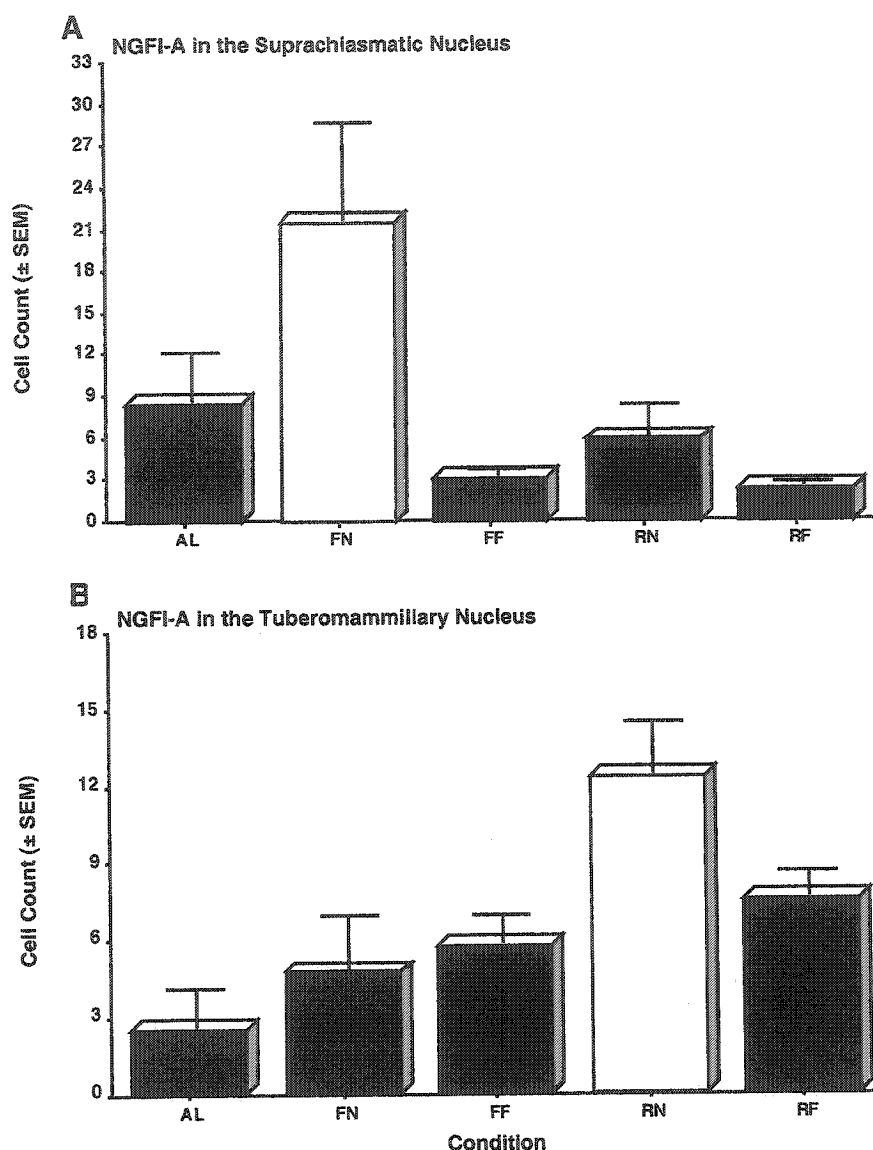 A
NGFI-A in the Suprachiasmatic Nucleus
33
30
27
24
21
18
15
12
9
6
3
0
Cell Count (± SEM)
AL FN FF RN RF
B
NGFI-A in the Tuberomammillary Nucleus
18
15
12
9
6
3
0
Cell Count (± SEM)
AL FN FF RN RF
Condition